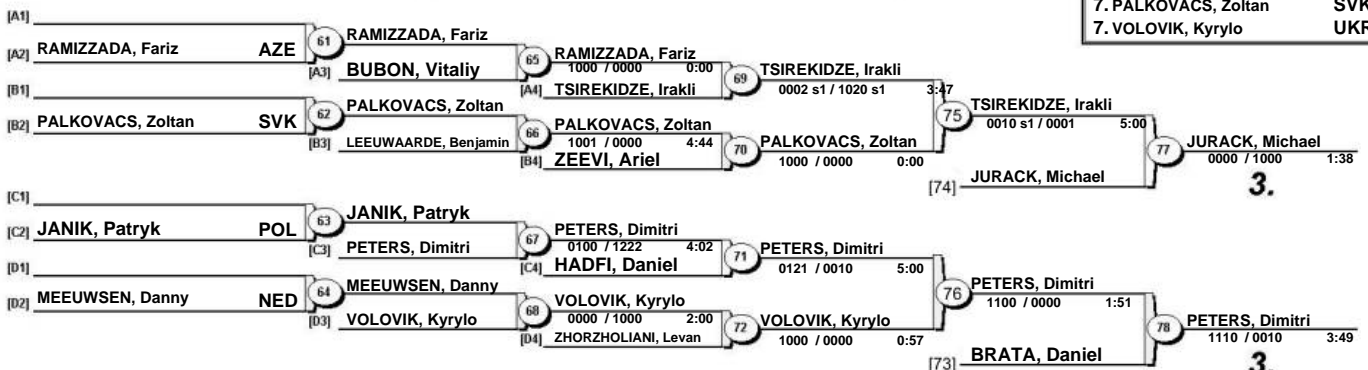 7. PALKOVACS, Zoltan SVK
7. VOLOVIK, Kyrylo UKR
[A1]
[A2] RAMIZZADA, Fariz AZE
61 RAMIZZADA, Fariz
[A3] BUBON, Vitaliy
65 RAMIZZADA, Fariz
1000 / 0000 0:00
[A4] TSIREKIDZE, Irakli
69 TSIREKIDZE, Irakli
0002 s1 / 1020 s1 3:47
[B1]
[B2] PALKOVACS, Zoltan SVK
62 PALKOVACS, Zoltan
[B3] LEEUWAARDE, Benjamin
66 PALKOVACS, Zoltan
1001 / 0000 4:44
[B4] ZEEVI, Ariel
70 PALKOVACS, Zoltan
1000 / 0000 0:00
75 TSIREKIDZE, Irakli
0010 s1 / 0001 5:00
[74] JURACK, Michael
77 JURACK, Michael
0000 / 1000 1:38
3.
[C1]
[C2] JANIK, Patryk POL
63 JANIK, Patryk
[C3] PETERS, Dimitri
67 PETERS, Dimitri
0100 / 1222 4:02
[C4] HADFI, Daniel
71 PETERS, Dimitri
0121 / 0010 5:00
[D1]
[D2] MEEUWSEN, Danny NED
64 MEEUWSEN, Danny
[D3] VOLOVIK, Kyrylo
68 VOLOVIK, Kyrylo
0000 / 1000 2:00
[D4] ZHORZHOLIANI, Levan
72 VOLOVIK, Kyrylo
1000 / 0000 0:57
76 PETERS, Dimitri
1100 / 0000 1:51
[73] BRATA, Daniel
78 PETERS, Dimitri
1110 / 0010 3:49
3.